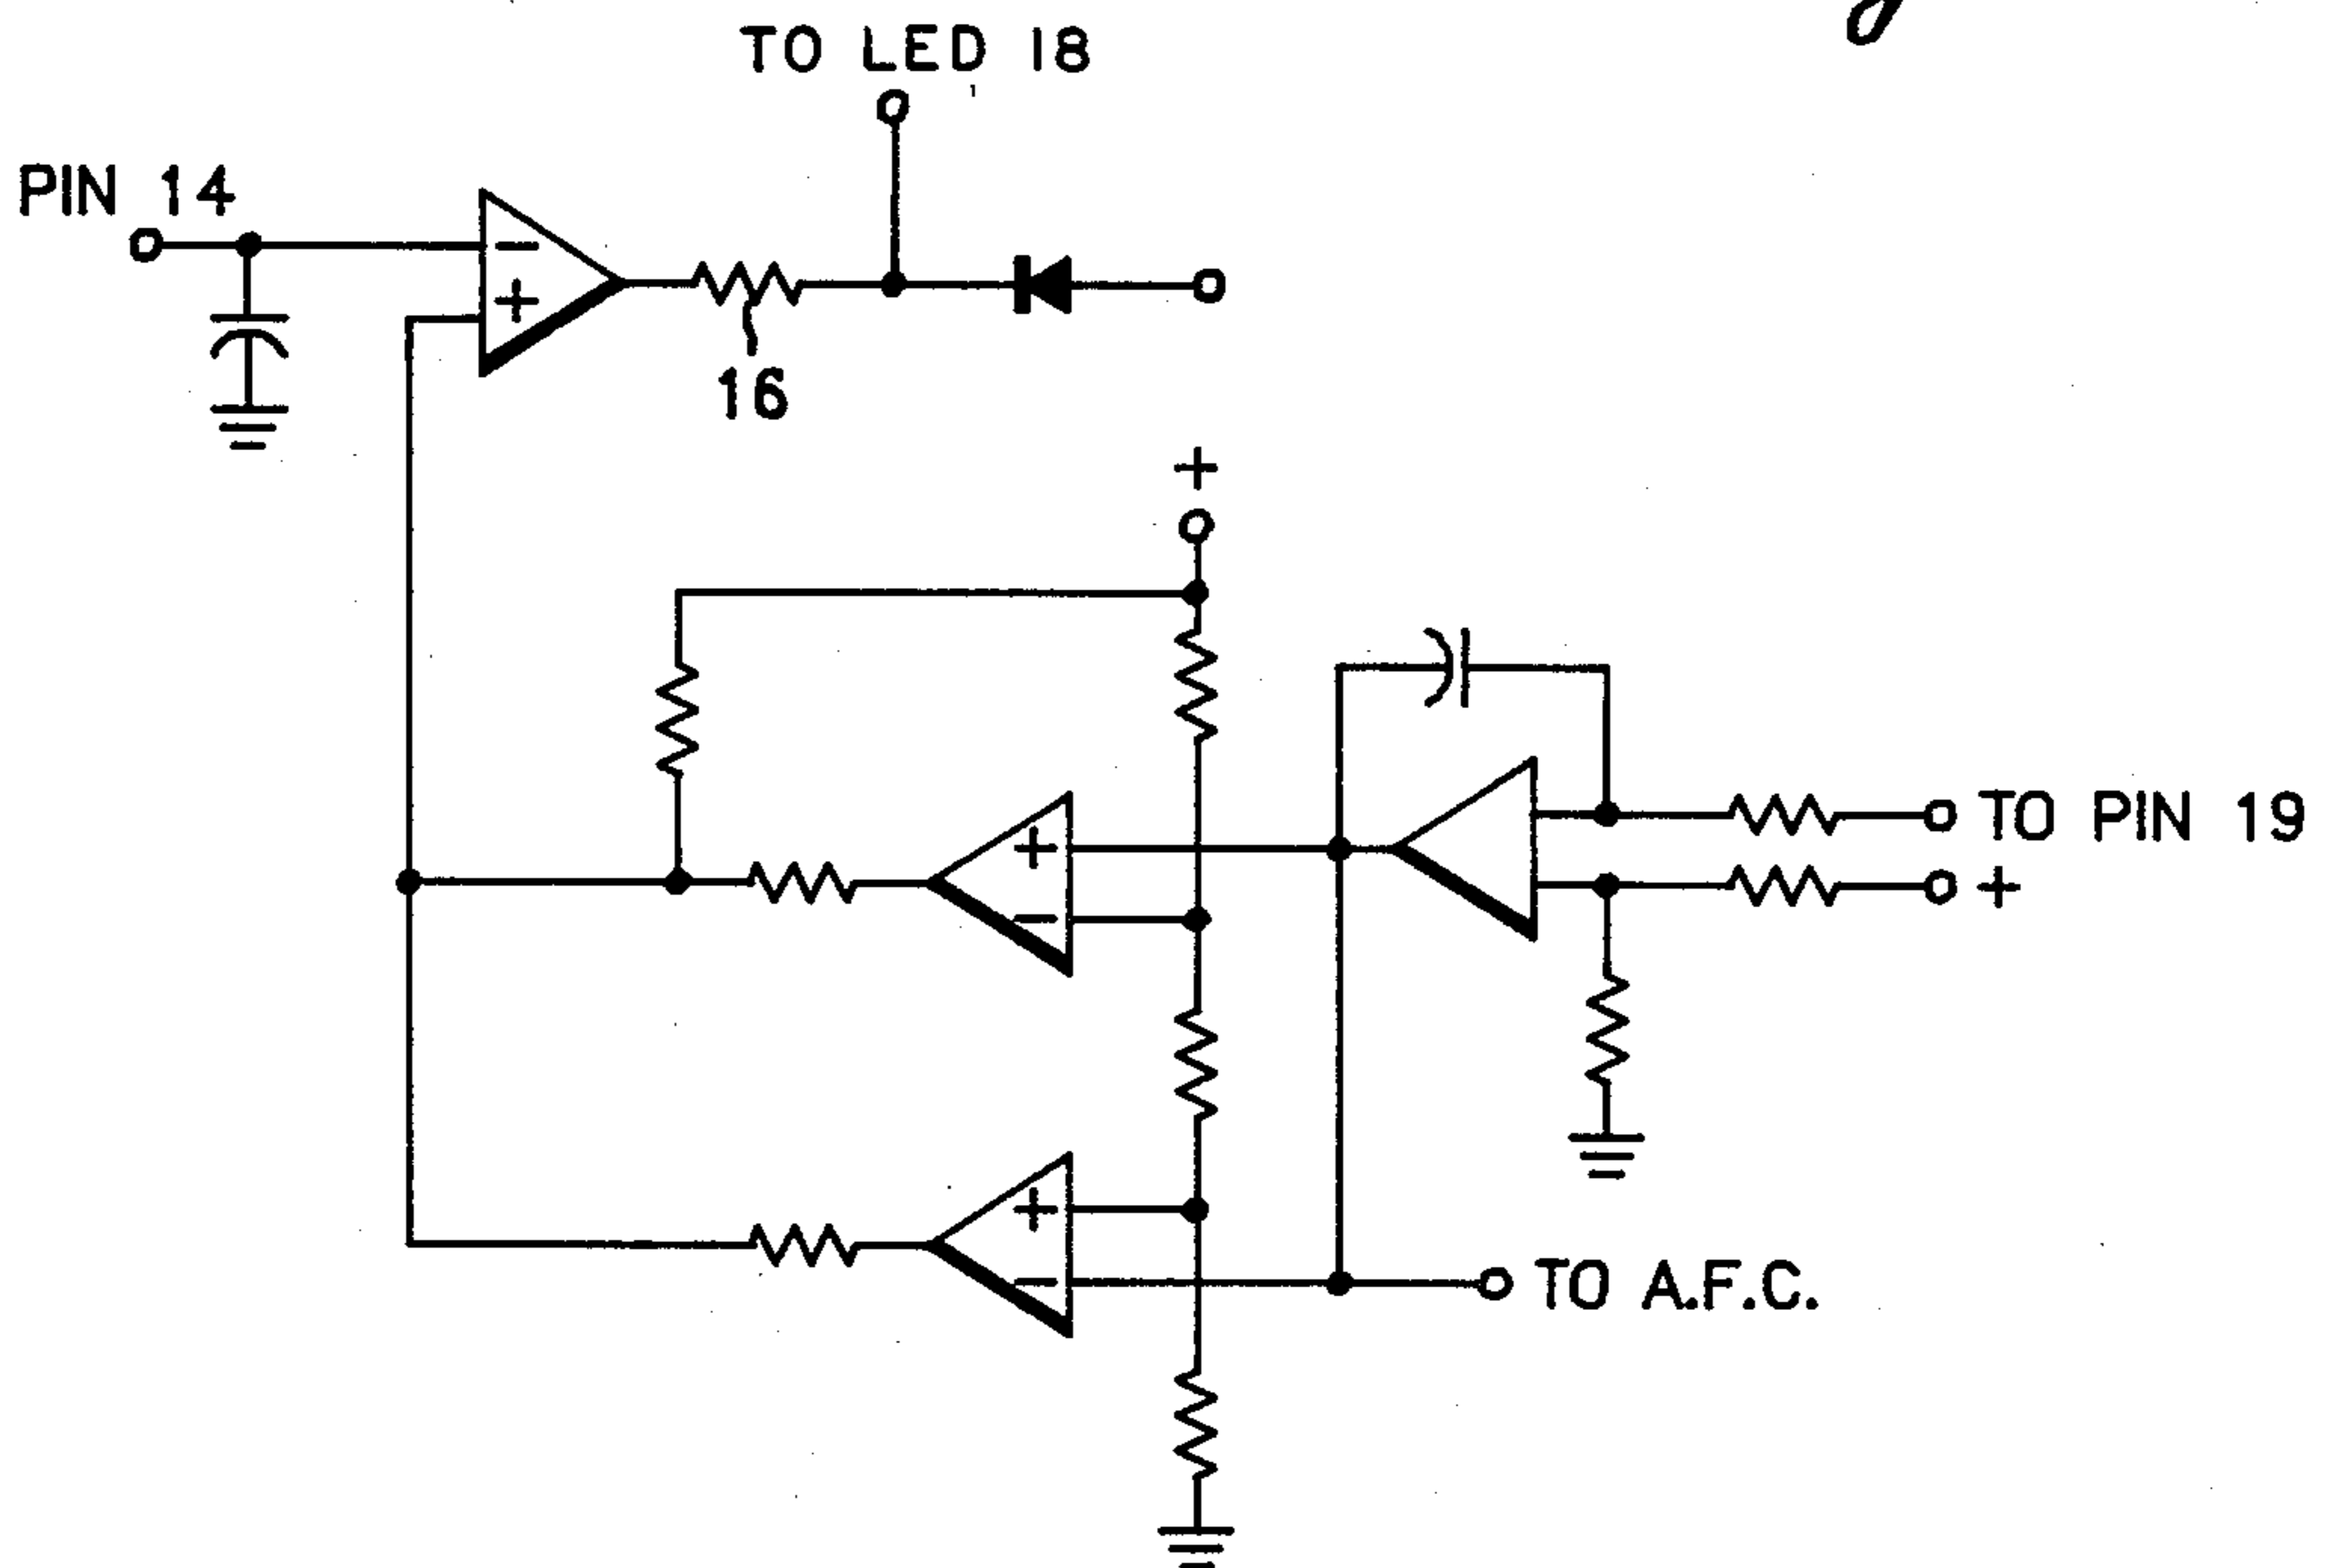 TO LED 18
PIN 14
−
+
16
+
+
−
TO PIN 19
+
+
−
TO A.F.C.